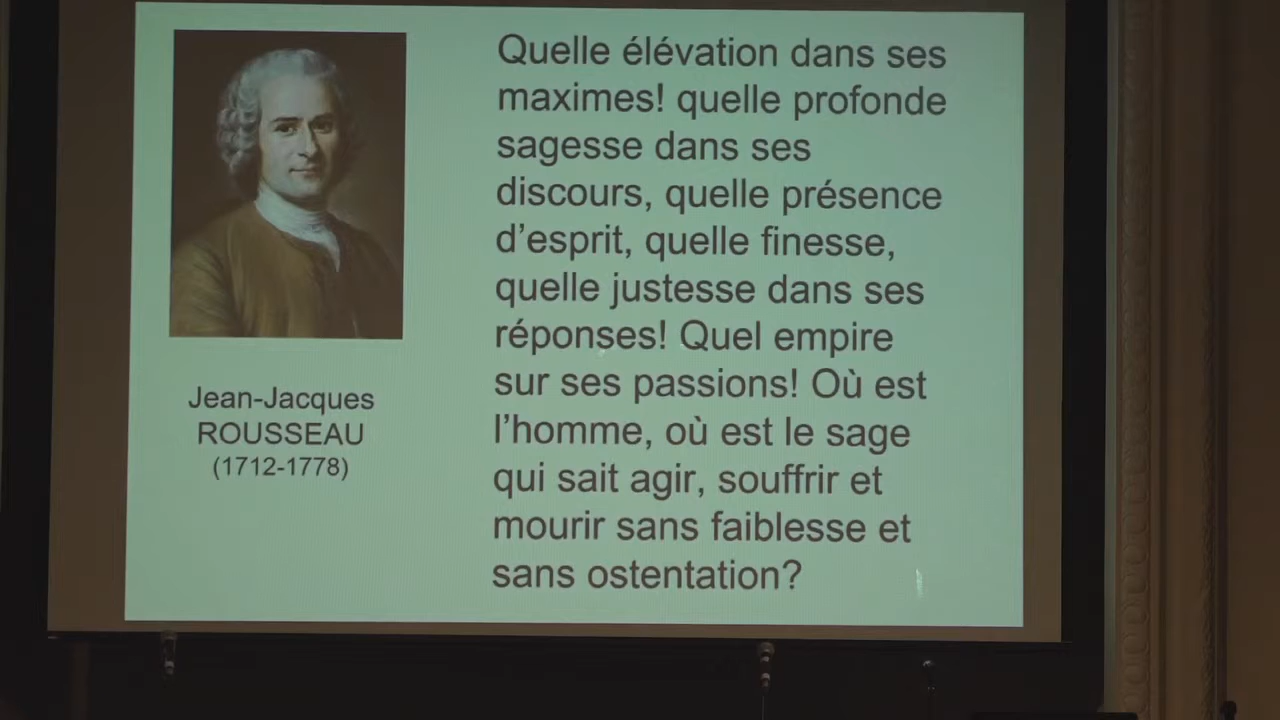 Quelle élévation dans ses
maximes! quelle profonde
sagesse dans ses
discours, quelle présence
d’esprit, quelle finesse,
quelle justesse dans ses
réponses! Quel empire
sur ses passions! Où est
l’homme, où est le sage
qui sait agir, souffrir et
mourir sans faiblesse et
sans ostentation?
Jean-Jacques
ROUSSEAU
(1712-1778)